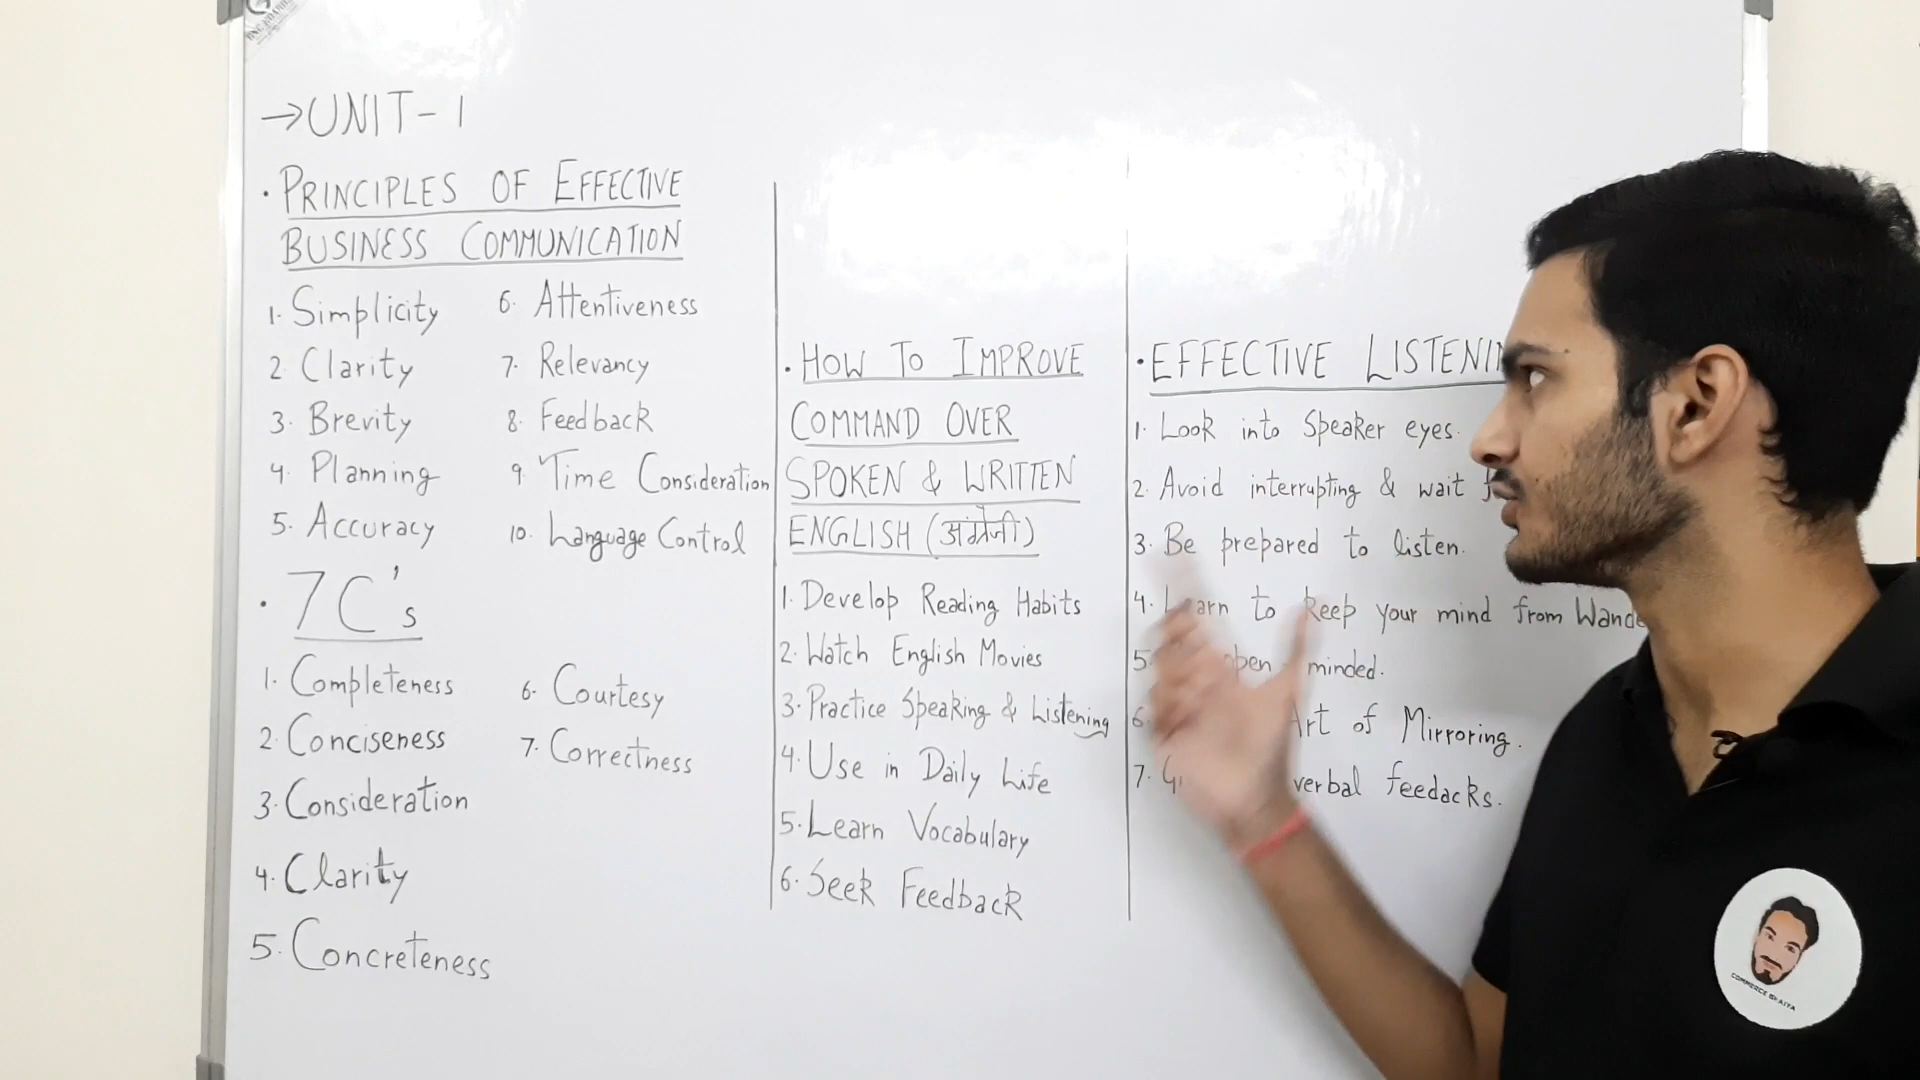 →UNIT-1
• PRINCIPLES OF EFFECTIVE
BUSINESS COMMUNICATION
1. Simplicity
2. Clarity
3. Brevity
4. Planning
5. Accuracy
6. Attentiveness
7. Relevancy
8. Feedback
9. Time Consideration
10. Language Control
• 7C's
1. Completeness
2. Conciseness
3. Consideration
4. Clarity
5. Concreteness
6. Courtesy
7. Correctness
• HOW TO IMPROVE
COMMAND OVER
SPOKEN & WRITTEN
ENGLISH (अंग्रेजी)
1. Develop Reading Habits
2. Watch English Movies
3. Practice Speaking & Listening
4. Use in Daily Life
5. Learn Vocabulary
6. Seek Feedback
• EFFECTIVE
1. Look into Speaker eyes.
2. Avoid interrupting & wait
3. Be prepared to listen.
4. Learn to keep your mind from
5. open - minded.
6. Art of Mirroring.
7. verbal feedacks.
COMMERCE BHAIYA